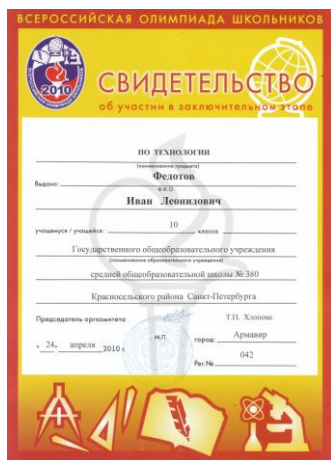 ВСЕРОССИЙСКАЯ ОЛИМПИАДА ШКОЛЬНИКОВ
2010
СВИДЕТЕЛЬСТВО
об участии в заключительном этапе
ПО ТЕХНОЛОГИИ
(наименование предмета)
Федотов
Выдано:
Ф.И.О.
Иван Леонидович
10
учащемуся / учащейся: класса
Государственного общеобразовательного учреждения
(наименование образовательного учреждения)
средней общеобразовательной школы № 380
Красносельского района Санкт-Петербурга
Председатель оргкомитета Т.П. Хлопова
М.П.
город: Армавир
« 24» апреля 2010 г.
Рег.№ 042